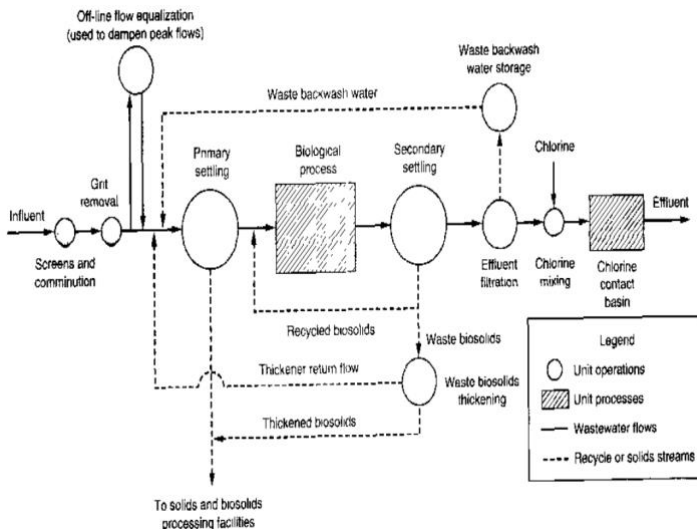 Off-line flow equalization
(used to dampen peak flows)
Waste backwash
water storage
Waste backwash water
Primary
settling
Biological
process
Secondary
settling
Chlorine
Grit
removal
Influent
Effluent
Screens and
comminution
Effluent
filtration
Chlorine
mixing
Chlorine
contact
basin
Recycled biosolids
Waste biosolids
Thickener return flow
Waste biosolids
thickening
Thickened biosolids
To solids and biosolids
processing facilities
Legend
Unit operations
Unit processes
Wastewater flows
Recycle or solids streams